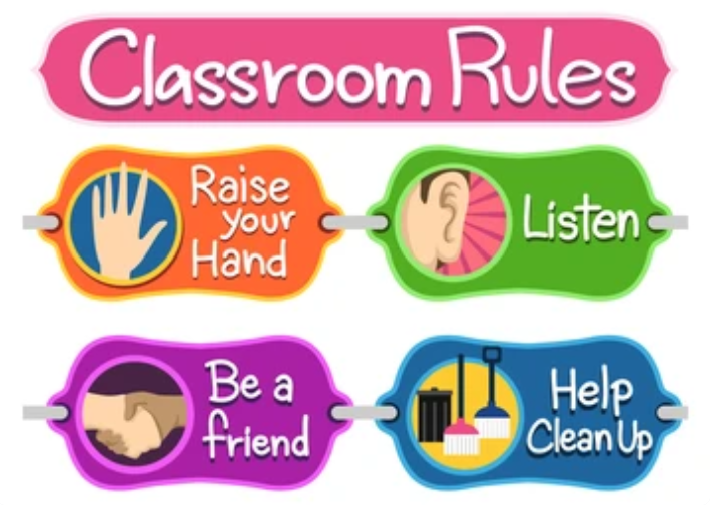 Classroom Rules
Raise
your
Hand
Listen
Be a
friend
Help
Clean Up